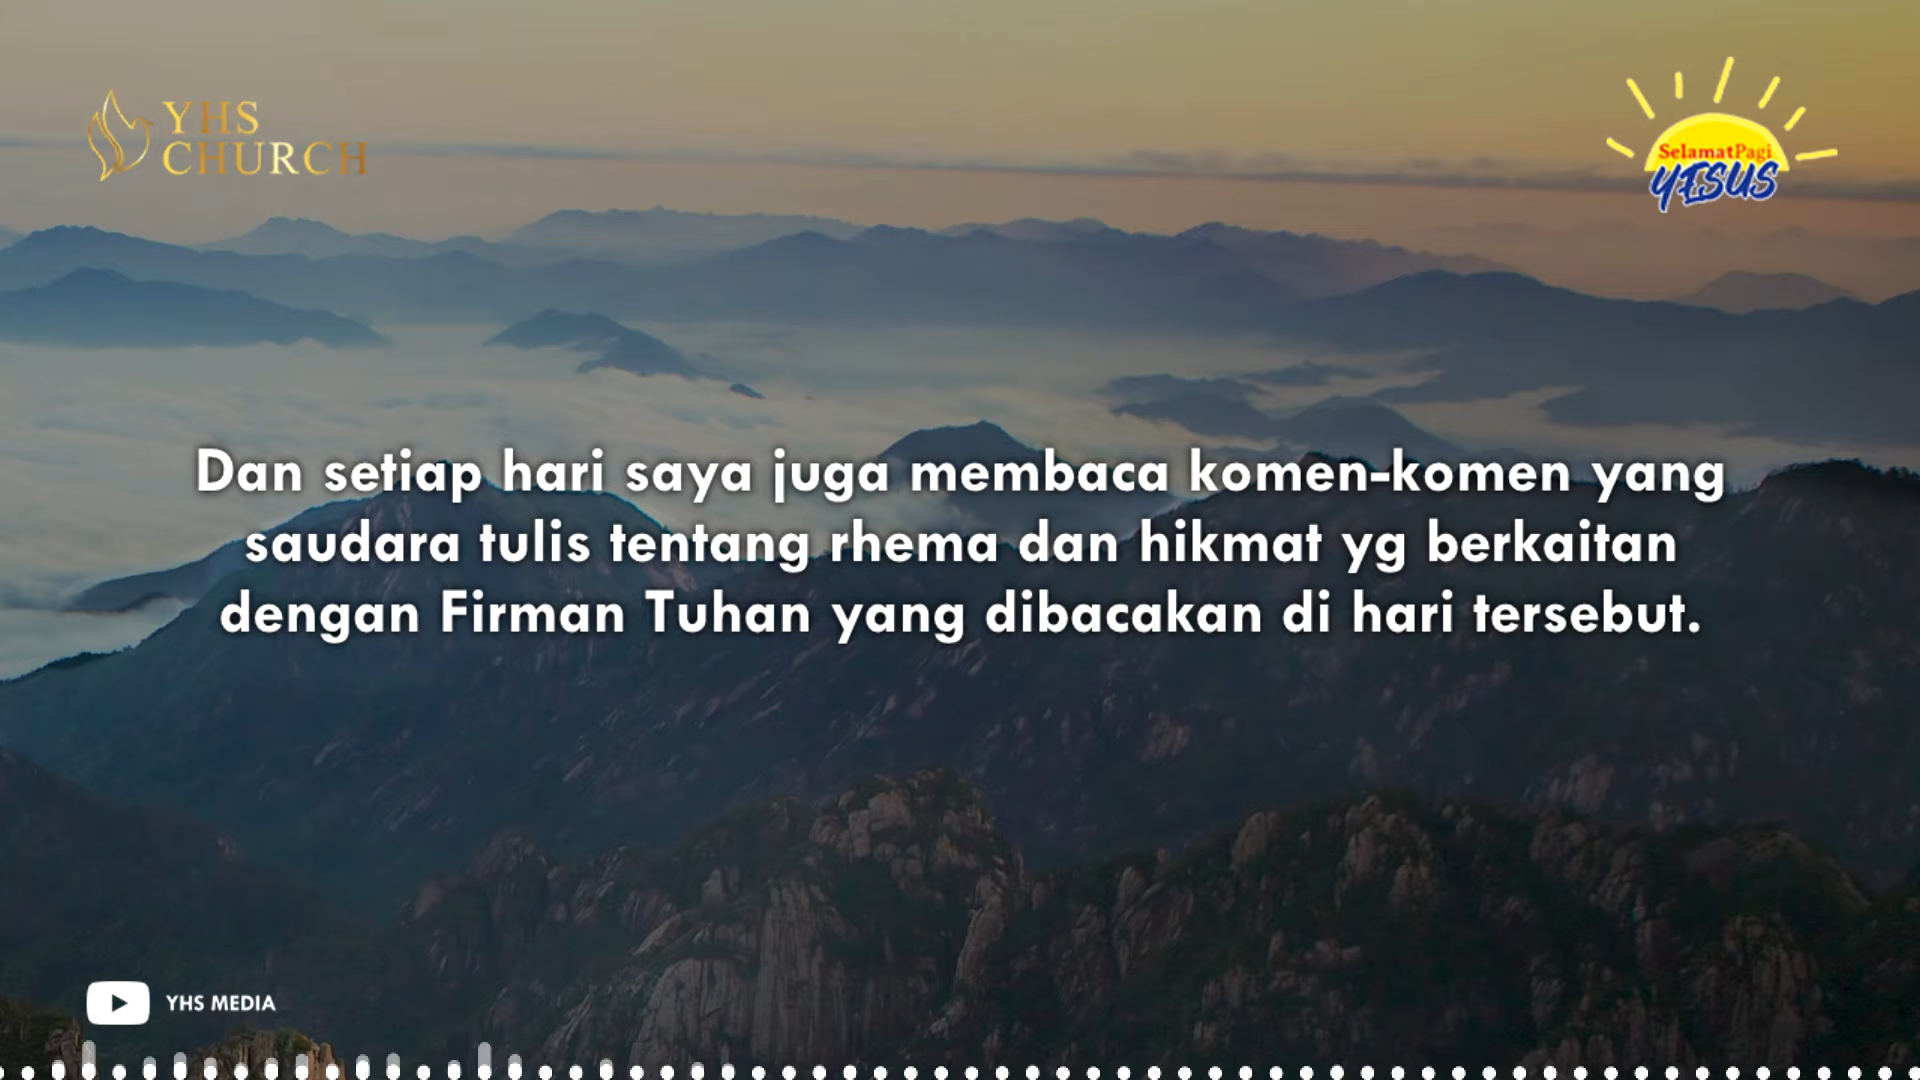 YHS
CHURCH
SelamatPagi
YESUS
Dan setiap hari saya juga membaca komen-komen yang
saudara tulis tentang rhema dan hikmat yg berkaitan
dengan Firman Tuhan yang dibacakan di hari tersebut.
YHS MEDIA